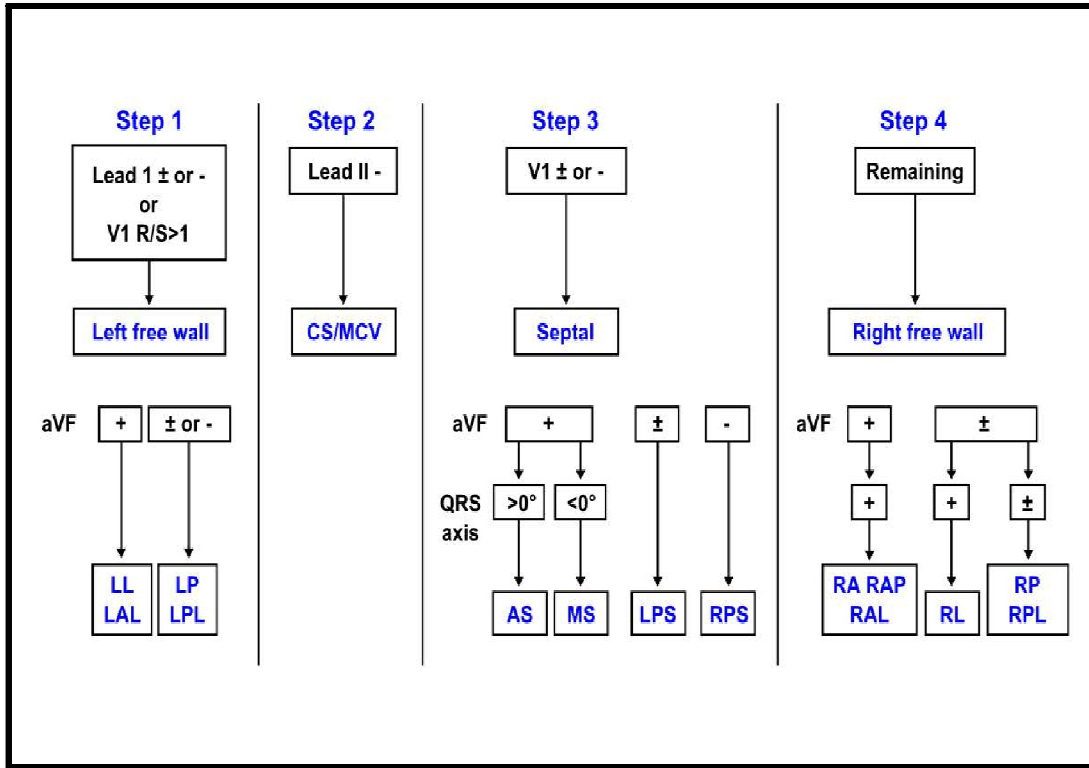 Step 1
Lead 1 ± or -
or
V1 R/S>1
Left free wall
aVF
+
± or -
LL
LAL
LP
LPL
Step 2
Lead II -
CS/MCV
Step 3
V1 ± or -
Septal
aVF
+
±
-
QRS
axis
>0°
<0°
AS
MS
LPS
RPS
Step 4
Remaining
Right free wall
aVF
+
±
+
+
±
RA RAP
RAL
RL
RP
RPL